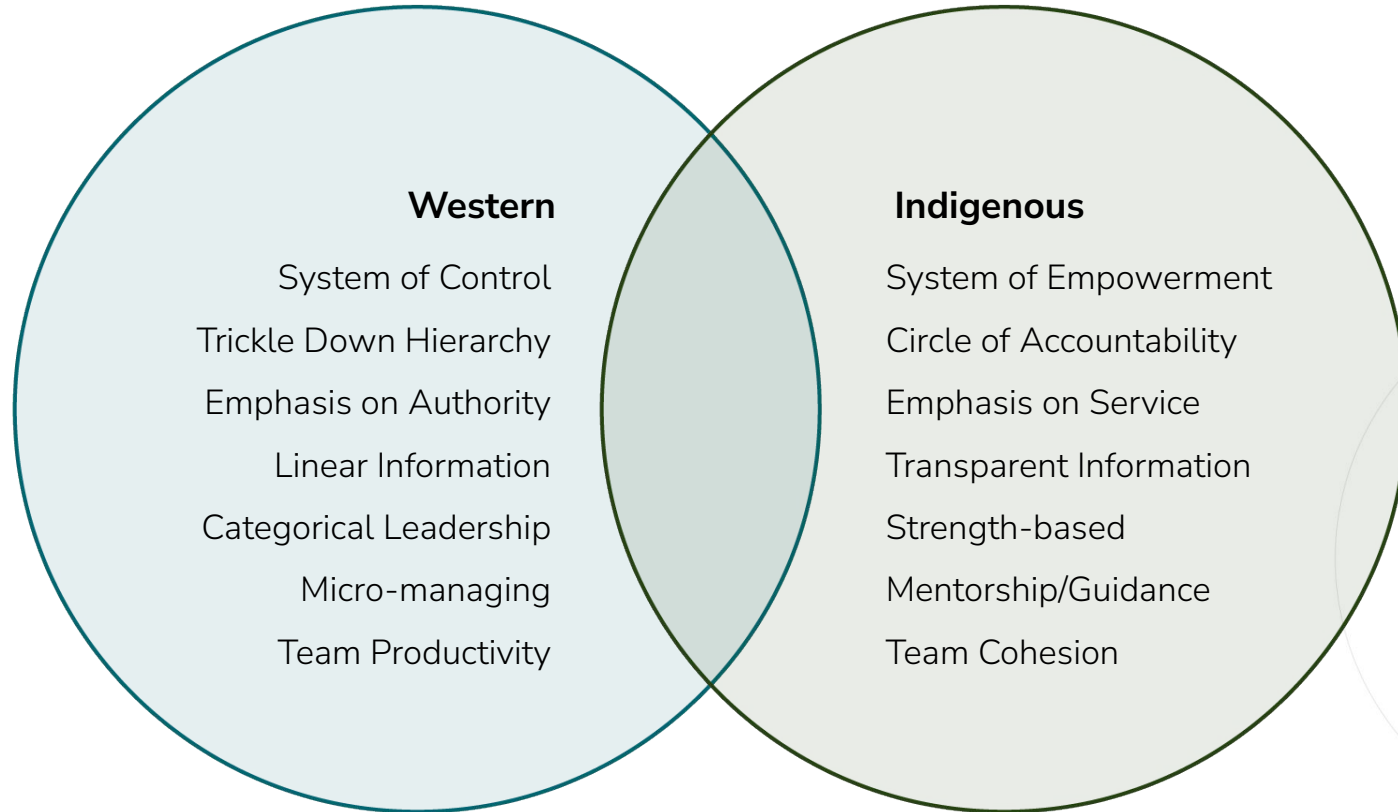 Western
System of Control
Trickle Down Hierarchy
Emphasis on Authority
Linear Information
Categorical Leadership
Micro-managing
Team Productivity
Indigenous
System of Empowerment
Circle of Accountability
Emphasis on Service
Transparent Information
Strength-based
Mentorship/Guidance
Team Cohesion